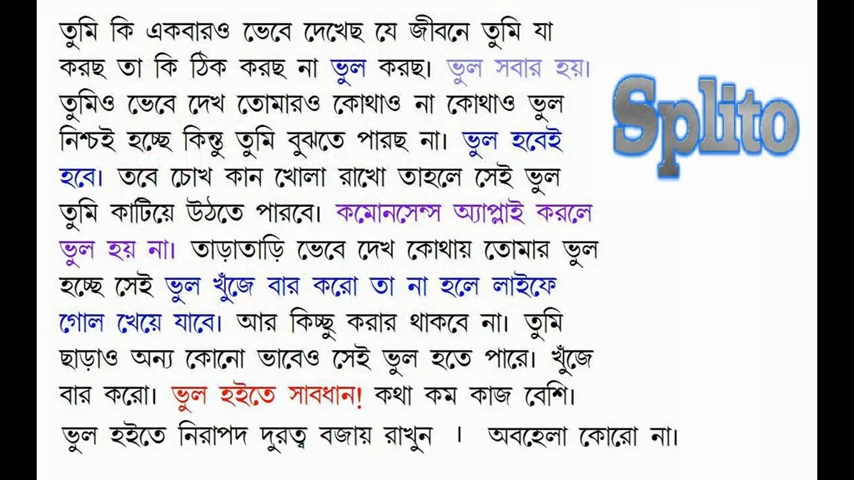 তুমি কি একবারও ভেবে দেখেছ যে জীবনে তুমি যা
করছ তা কি ঠিক করছ না ভুল করছ। ভুল সবার হয়।
তুমিও ভেবে দেখ তোমারও কোথাও না কোথাও ভুল
নিশ্চই হচ্ছে কিন্তু তুমি বুঝতে পারছ না। ভুল হবেই
হবে। তবে চোখ কান খোলা রাখো তাহলে সেই ভুল
তুমি কাটিয়ে উঠতে পারবে। কমোনসেন্স অ্যাপ্লাই করলে
ভুল হয় না। তাড়াতাড়ি ভেবে দেখ কোথায় তোমার ভুল
হচ্ছে সেই ভুল খুঁজে বার করো তা না হলে লাইফে
গোল খেয়ে যাবে। আর কিচ্ছু করার থাকবে না। তুমি
ছাড়াও অন্য কোনো ভাবেও সেই ভুল হতে পারে। খুঁজে
বার করো। ভুল হইতে সাবধান! কথা কম কাজ বেশি।
ভুল হইতে নিরাপদ দুরত্ব বজায় রাখুন । অবহেলা কোরো না।
Splito